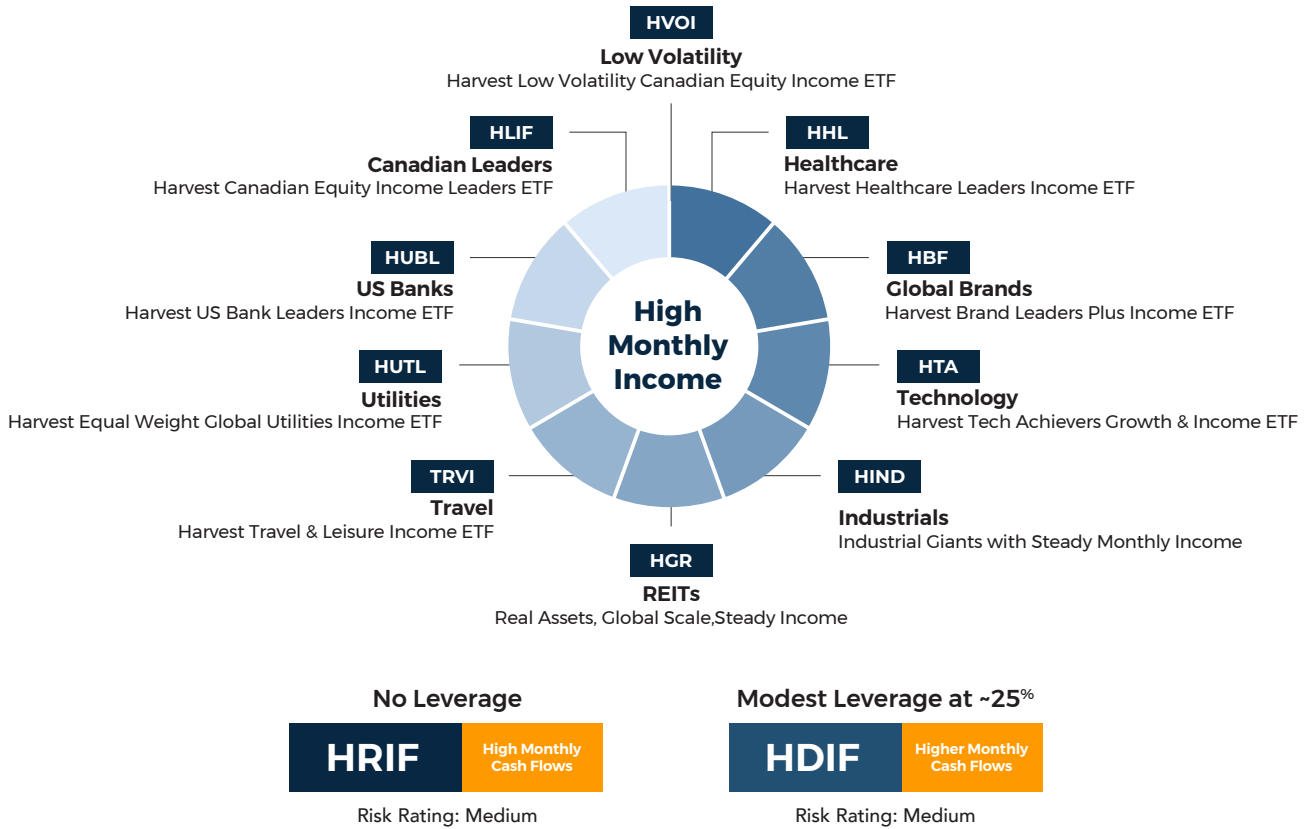 HVOI
Low Volatility
Harvest Low Volatility Canadian Equity Income ETF
HLIF
Canadian Leaders
Harvest Canadian Equity Income Leaders ETF
HHL
Healthcare
Harvest Healthcare Leaders Income ETF
HUBL
US Banks
Harvest US Bank Leaders Income ETF
HBF
Global Brands
Harvest Brand Leaders Plus Income ETF
High
Monthly
Income
HUTL
Utilities
Harvest Equal Weight Global Utilities Income ETF
HTA
Technology
Harvest Tech Achievers Growth & Income ETF
TRVI
Travel
Harvest Travel & Leisure Income ETF
HIND
Industrials
Industrial Giants with Steady Monthly Income
HGR
REITs
Real Assets, Global Scale,Steady Income
No Leverage
HRIF
High Monthly
Cash Flows
Risk Rating: Medium
Modest Leverage at ~25%
HDIF
Higher Monthly
Cash Flows
Risk Rating: Medium